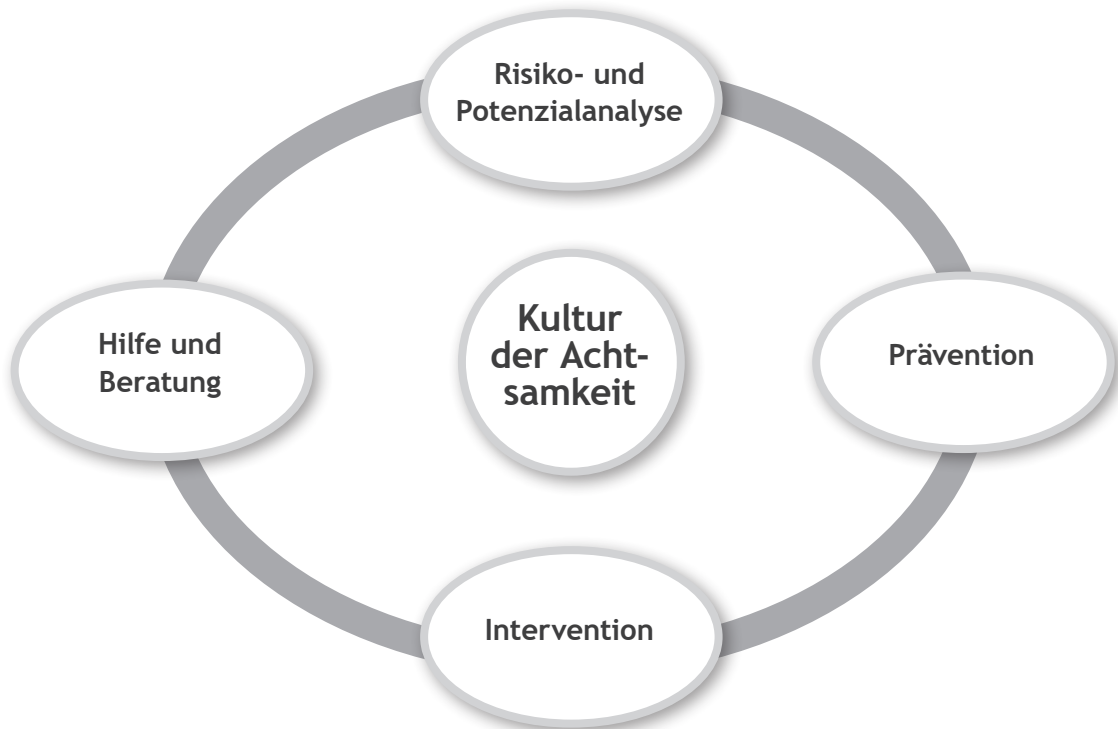 Risiko- und
Potenzialanalyse
Hilfe und
Beratung
Kultur
der Acht-
samkeit
Prävention
Intervention